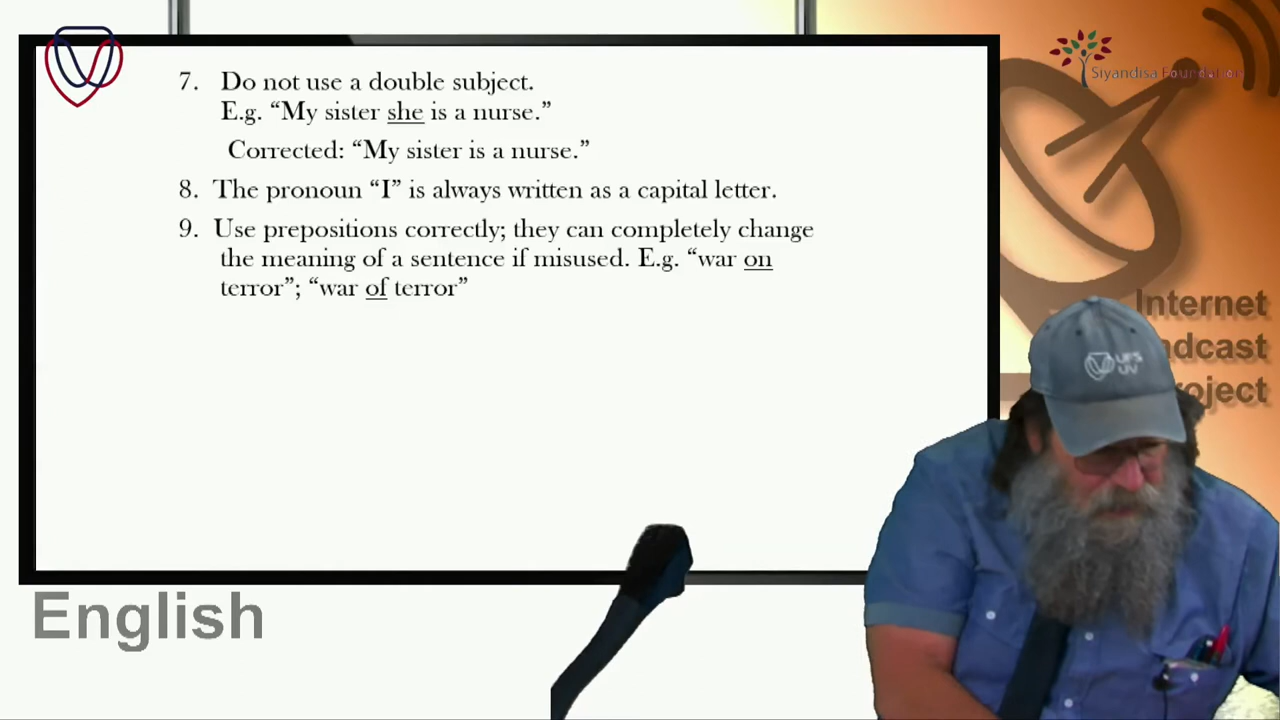 Siyandisa Foundation
7. Do not use a double subject.
E.g. “My sister she is a nurse.”
Corrected: “My sister is a nurse.”
8. The pronoun “I” is always written as a capital letter.
9. Use prepositions correctly; they can completely change
the meaning of a sentence if misused. E.g. “war on
terror”; “war of terror”
Internet
UFS
UV
English